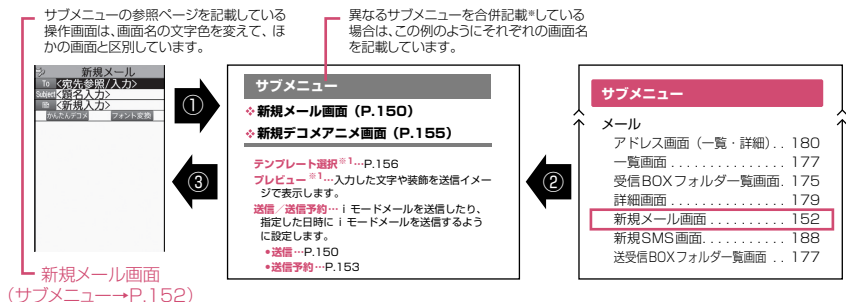 サブメニューの参照ページを記載している
操作画面は、画面名の文字色を変えて、ほ
かの画面と区別しています。
異なるサブメニューを合併記載※している
場合は、この例のようにそれぞれの画面名
を記載しています。
新規メール
To <宛先参照/入力>
Subject <題名入力>
<新規入力>
かんたんデコメ フォント変換
①
③
新規メール画面
（サブメニュー→P.152）
サブメニュー
❖新規メール画面（P.150）
❖新規デコメアニメ画面（P.155）
テンプレート選択※1…P.156
プレビュー※1…入力した文字や装飾を送信イメー
ジで表示します。
送信／送信予約…ｉモードメールを送信したり、
指定した日時にｉモードメールを送信するよう
に設定します。
•送信…P.150
•送信予約…P.153
②
サブメニュー
メール
アドレス画面（一覧・詳細）. . 180
一覧画面 . . . . . . . . . . . . . 177
受信BOXフォルダ一覧画面. 175
詳細画面 . . . . . . . . . . . . . 179
新規メール画面 . . . . . . . . . 152
新規SMS画面. . . . . . . . . . . 188
送受信BOXフォルダ一覧画面 . . 177